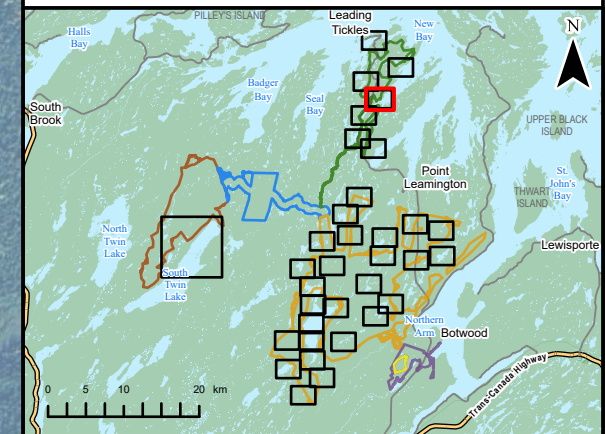 PILLEY'S ISLAND
Leading
Tickles
New
Bay
N
Halls
Bay
Badger
Bay
Seal
Bay
South
Brook
UPPER BLACK
ISLAND
Point
Leamington
St.
John's
Bay
THWART
ISLAND
North
Twin
Lake
Lewisporte
South
Twin
Lake
Northern
Arm
Botwood
0 5 10 20 km
Trans-Canada Highway